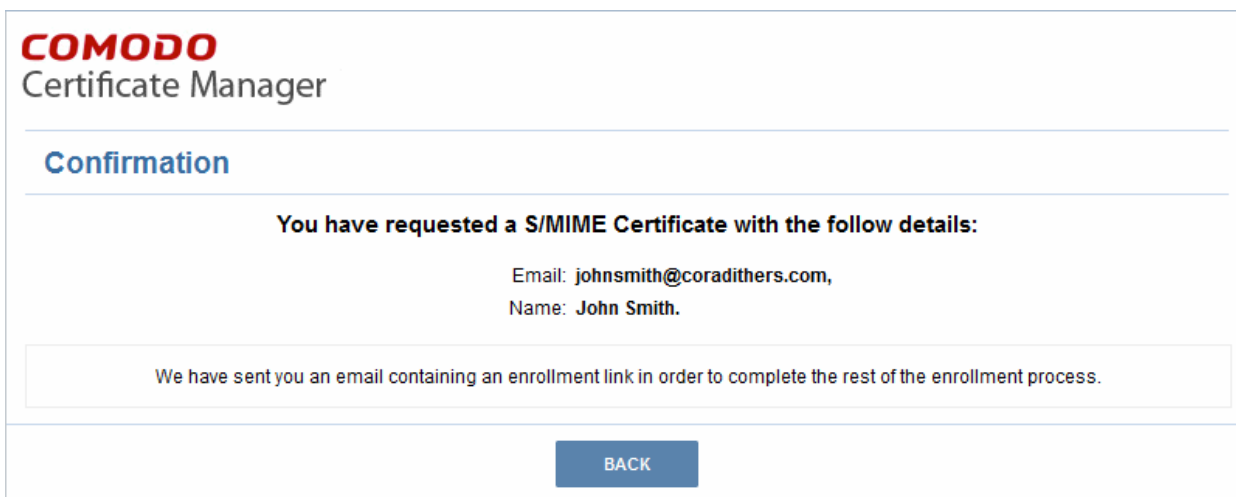 COMODO
Certificate Manager
Confirmation
You have requested a S/MIME Certificate with the follow details:
Email: johnsmith@coradithers.com,
Name: John Smith.
We have sent you an email containing an enrollment link in order to complete the rest of the enrollment process.
BACK